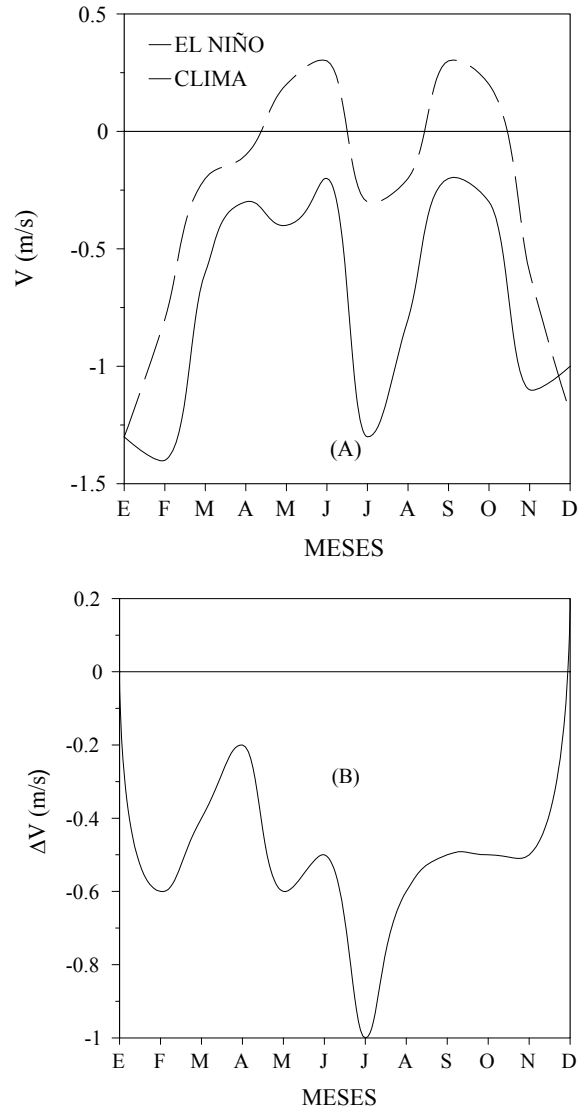 0.5
EL NIÑO
CLIMA
0
V (m/s)
-0.5
-1
(A)
-1.5
E F M A M J J A S O N D
MESES
0.2
0
-0.2
(B)
ΔV (m/s)
-0.4
-0.6
-0.8
-1
E F M A M J J A S O N D
MESES